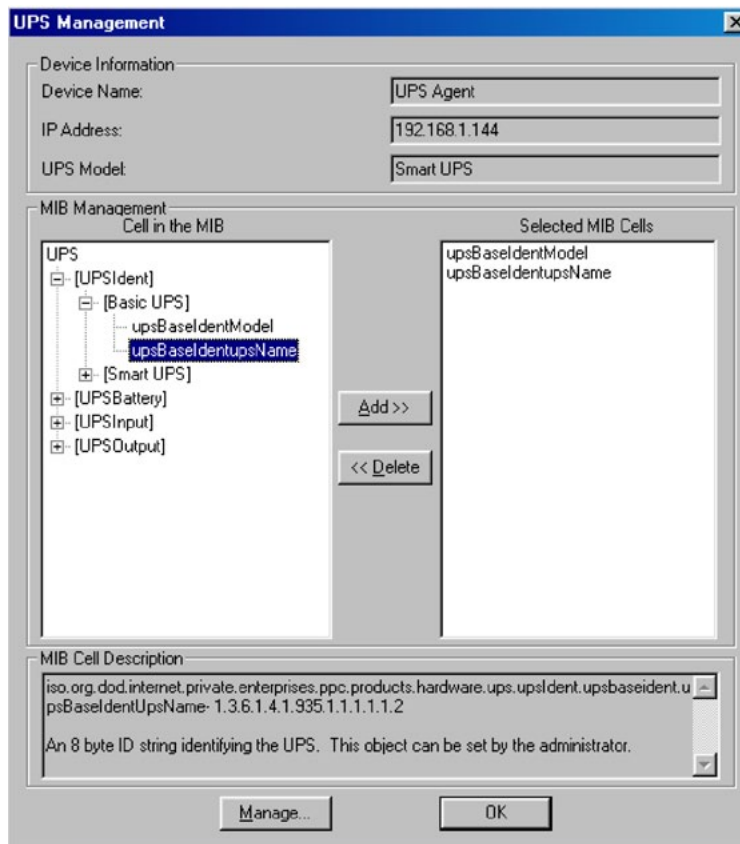 UPS Management
Device Information
Device Name:
UPS Agent
IP Address:
192.168.1.144
UPS Model:
Smart UPS
MIB Management
Cell in the MIB
UPS
[UPSIdent]
[Basic UPS]
upsBaseIdentModel
upsBaseIdentupsName
[Smart UPS]
[UPSBattery]
[UPSInput]
[UPSOutput]
Add >>
<< Delete
Selected MIB Cells
upsBaseIdentModel
upsBaseIdentupsName
MIB Cell Description
iso.org.dod.internet.private.enterprises.ppc.products.hardware.ups.upsIdent.upsbaseident.u
psBaseIdentUpsName- 1.3.6.1.4.1.935.1.1.1.1.1.2
An 8 byte ID string identifying the UPS. This object can be set by the administrator.
Manage...
OK